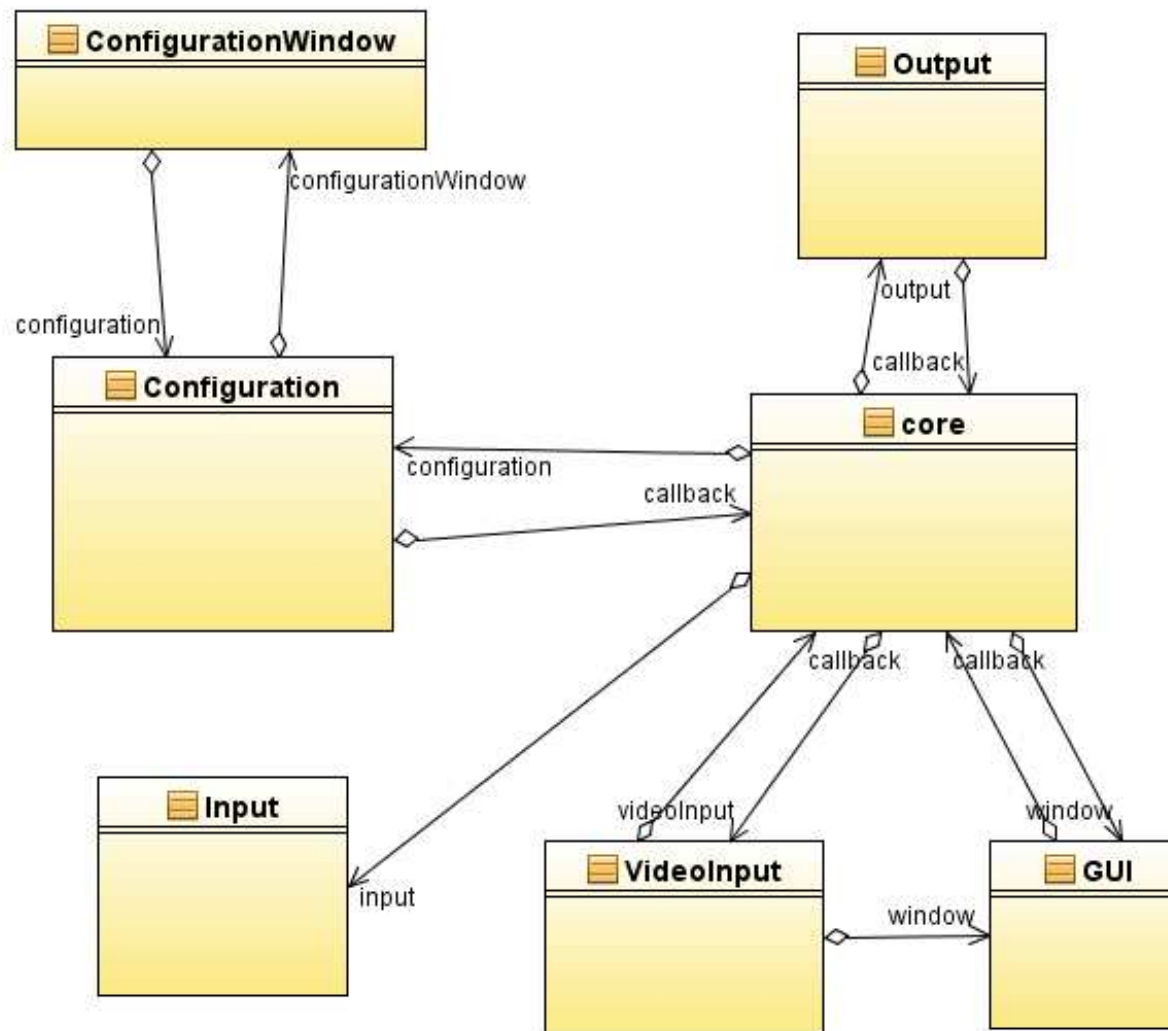 ConfigurationWindow
Output
configurationWindow
output
configuration
callback
Configuration
core
configuration
callback
callback
callback
Input
videoInput
window
VideoInput
GUI
input
window